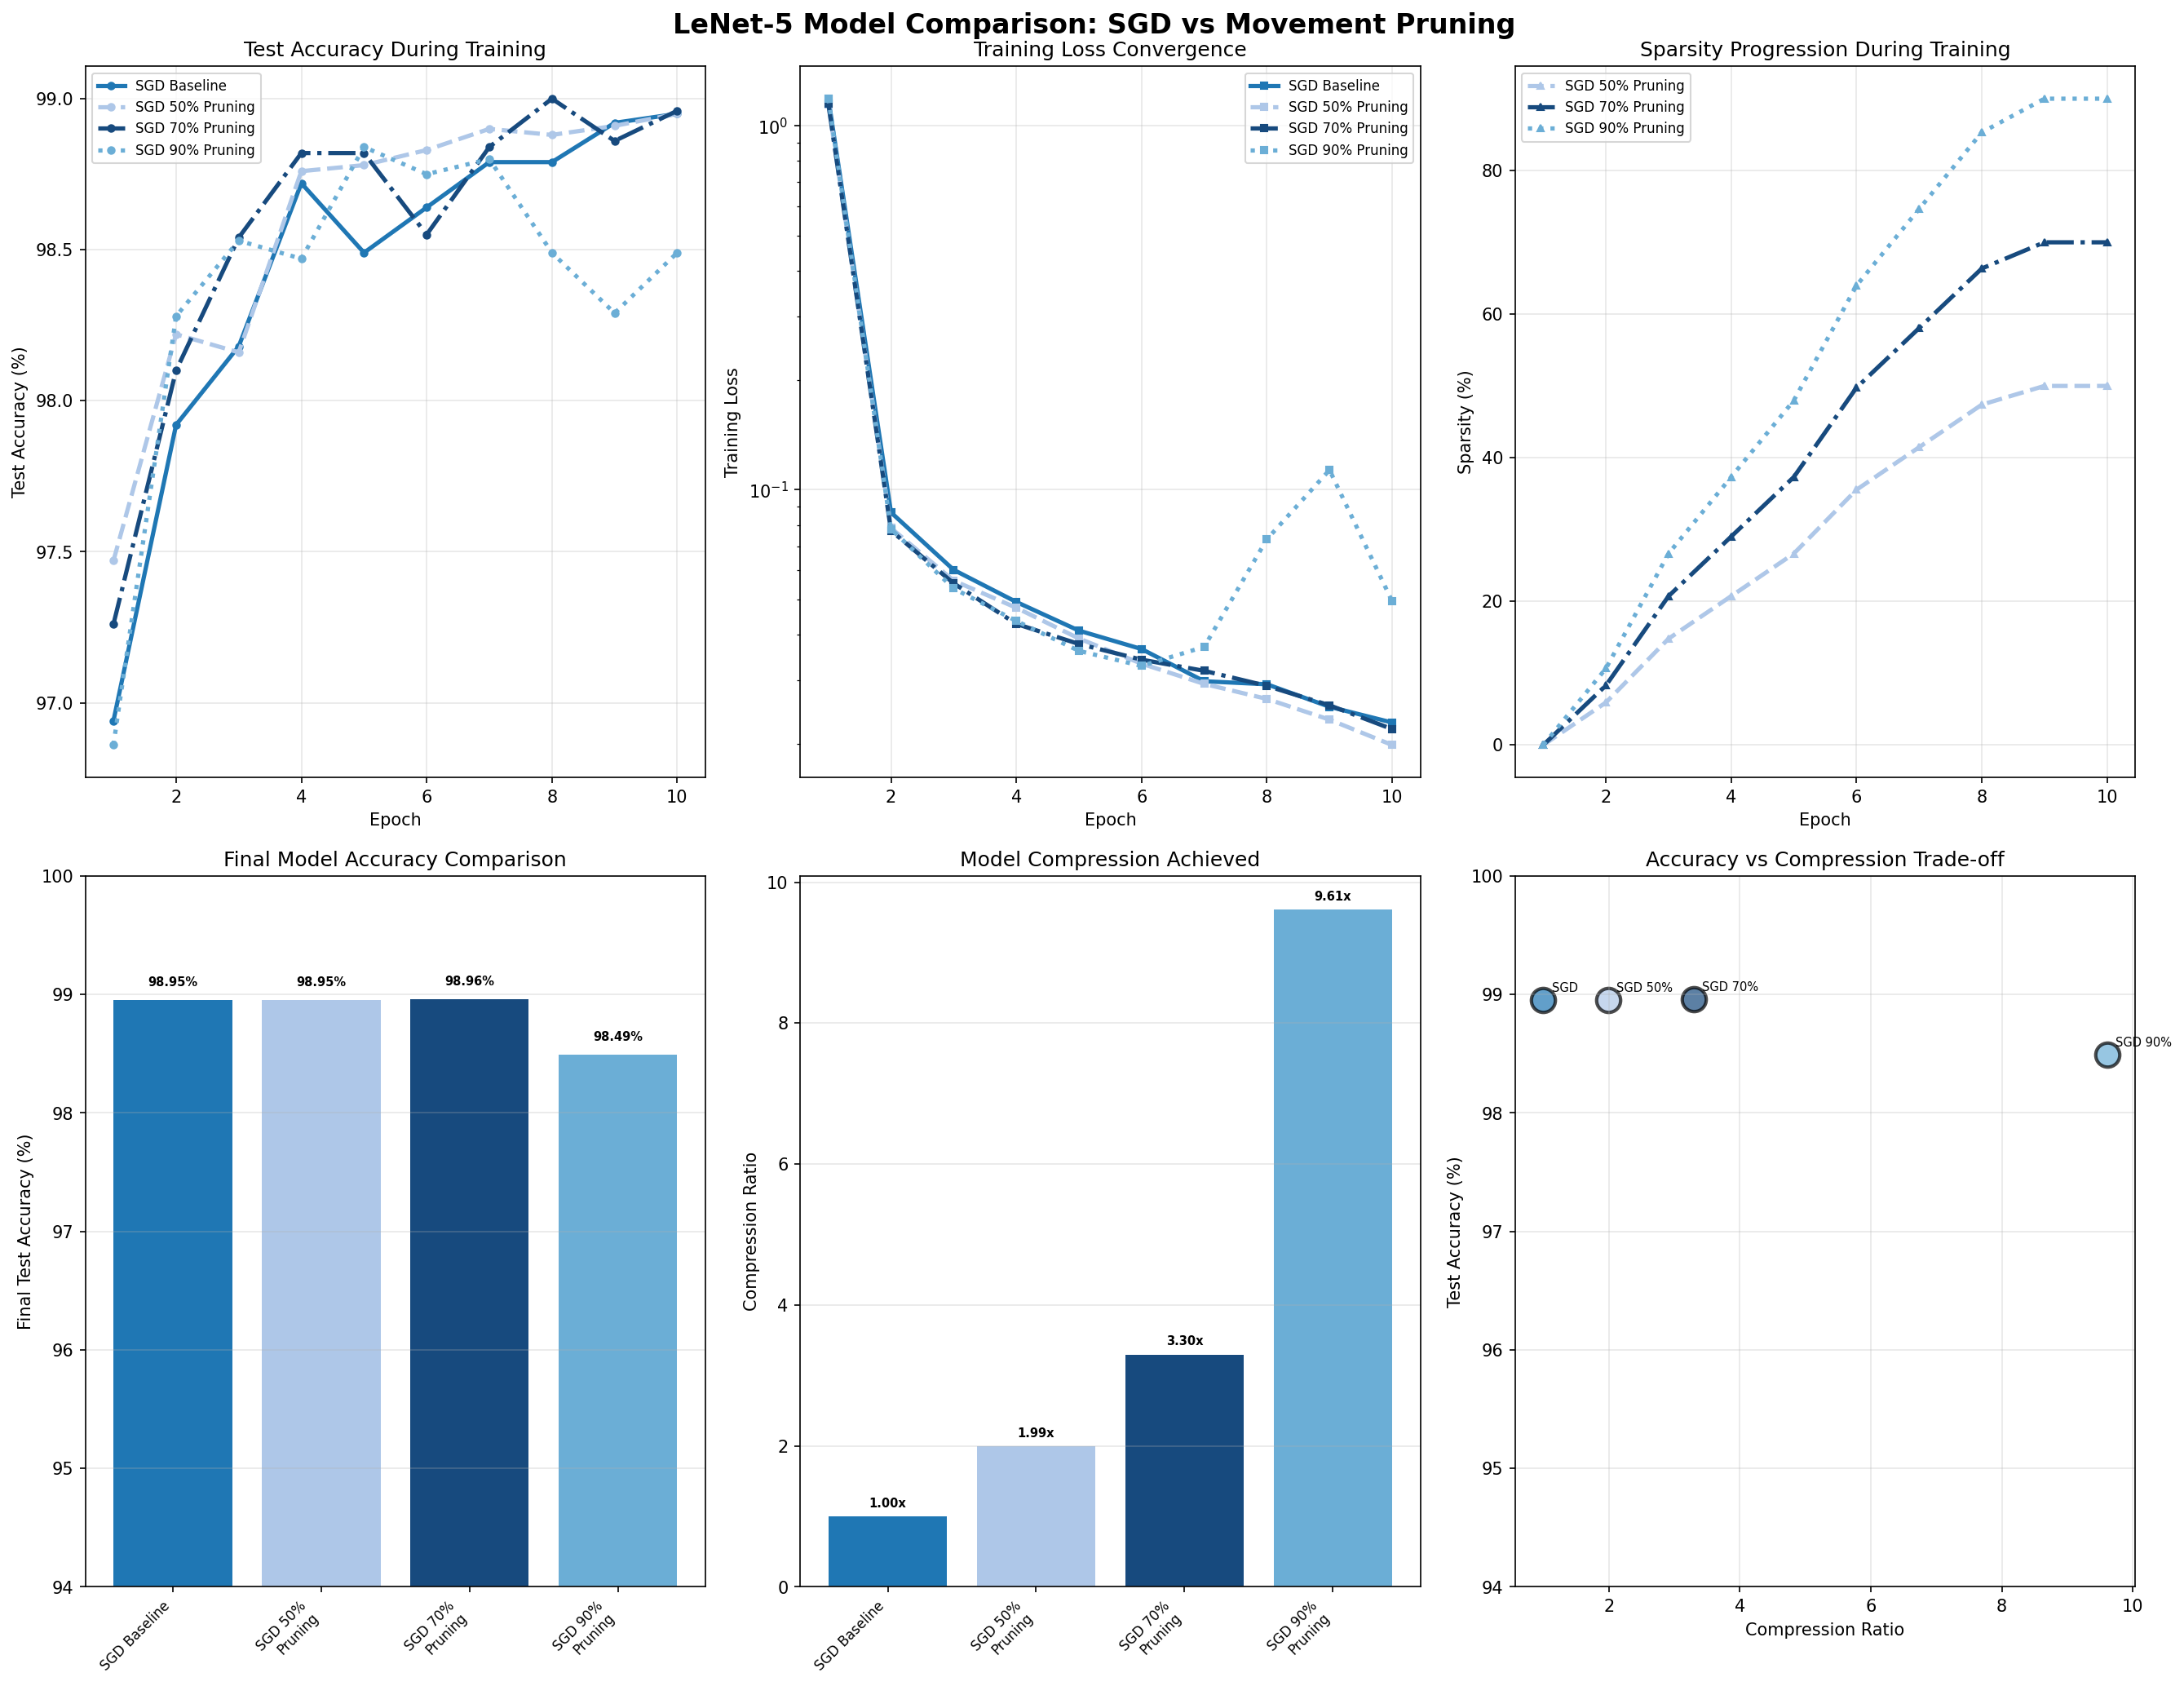 LeNet-5 Model Comparison: SGD vs Movement Pruning
Test Accuracy During Training
SGD Baseline
SGD 50% Pruning
SGD 70% Pruning
SGD 90% Pruning
99.0
98.5
98.0
97.5
97.0
Test Accuracy (%)
2 4 6 8 10
Epoch
Training Loss Convergence
SGD Baseline
SGD 50% Pruning
SGD 70% Pruning
SGD 90% Pruning
10⁰
10⁻¹
Training Loss
2 4 6 8 10
Epoch
Sparsity Progression During Training
SGD 50% Pruning
SGD 70% Pruning
SGD 90% Pruning
80
60
40
20
0
Sparsity (%)
2 4 6 8 10
Epoch
Final Model Accuracy Comparison
100
99
98
97
96
95
94
Final Test Accuracy (%)
98.95%
98.95%
98.96%
98.49%
SGD Baseline
SGD 50%
Pruning
SGD 70%
Pruning
SGD 90%
Pruning
Model Compression Achieved
10
8
6
4
2
0
Compression Ratio
1.00x
1.99x
3.30x
9.61x
SGD Baseline
SGD 50%
Pruning
SGD 70%
Pruning
SGD 90%
Pruning
Accuracy vs Compression Trade-off
100
99
98
97
96
95
94
Test Accuracy (%)
SGD
SGD 50%
SGD 70%
SGD 90%
2 4 6 8 10
Compression Ratio